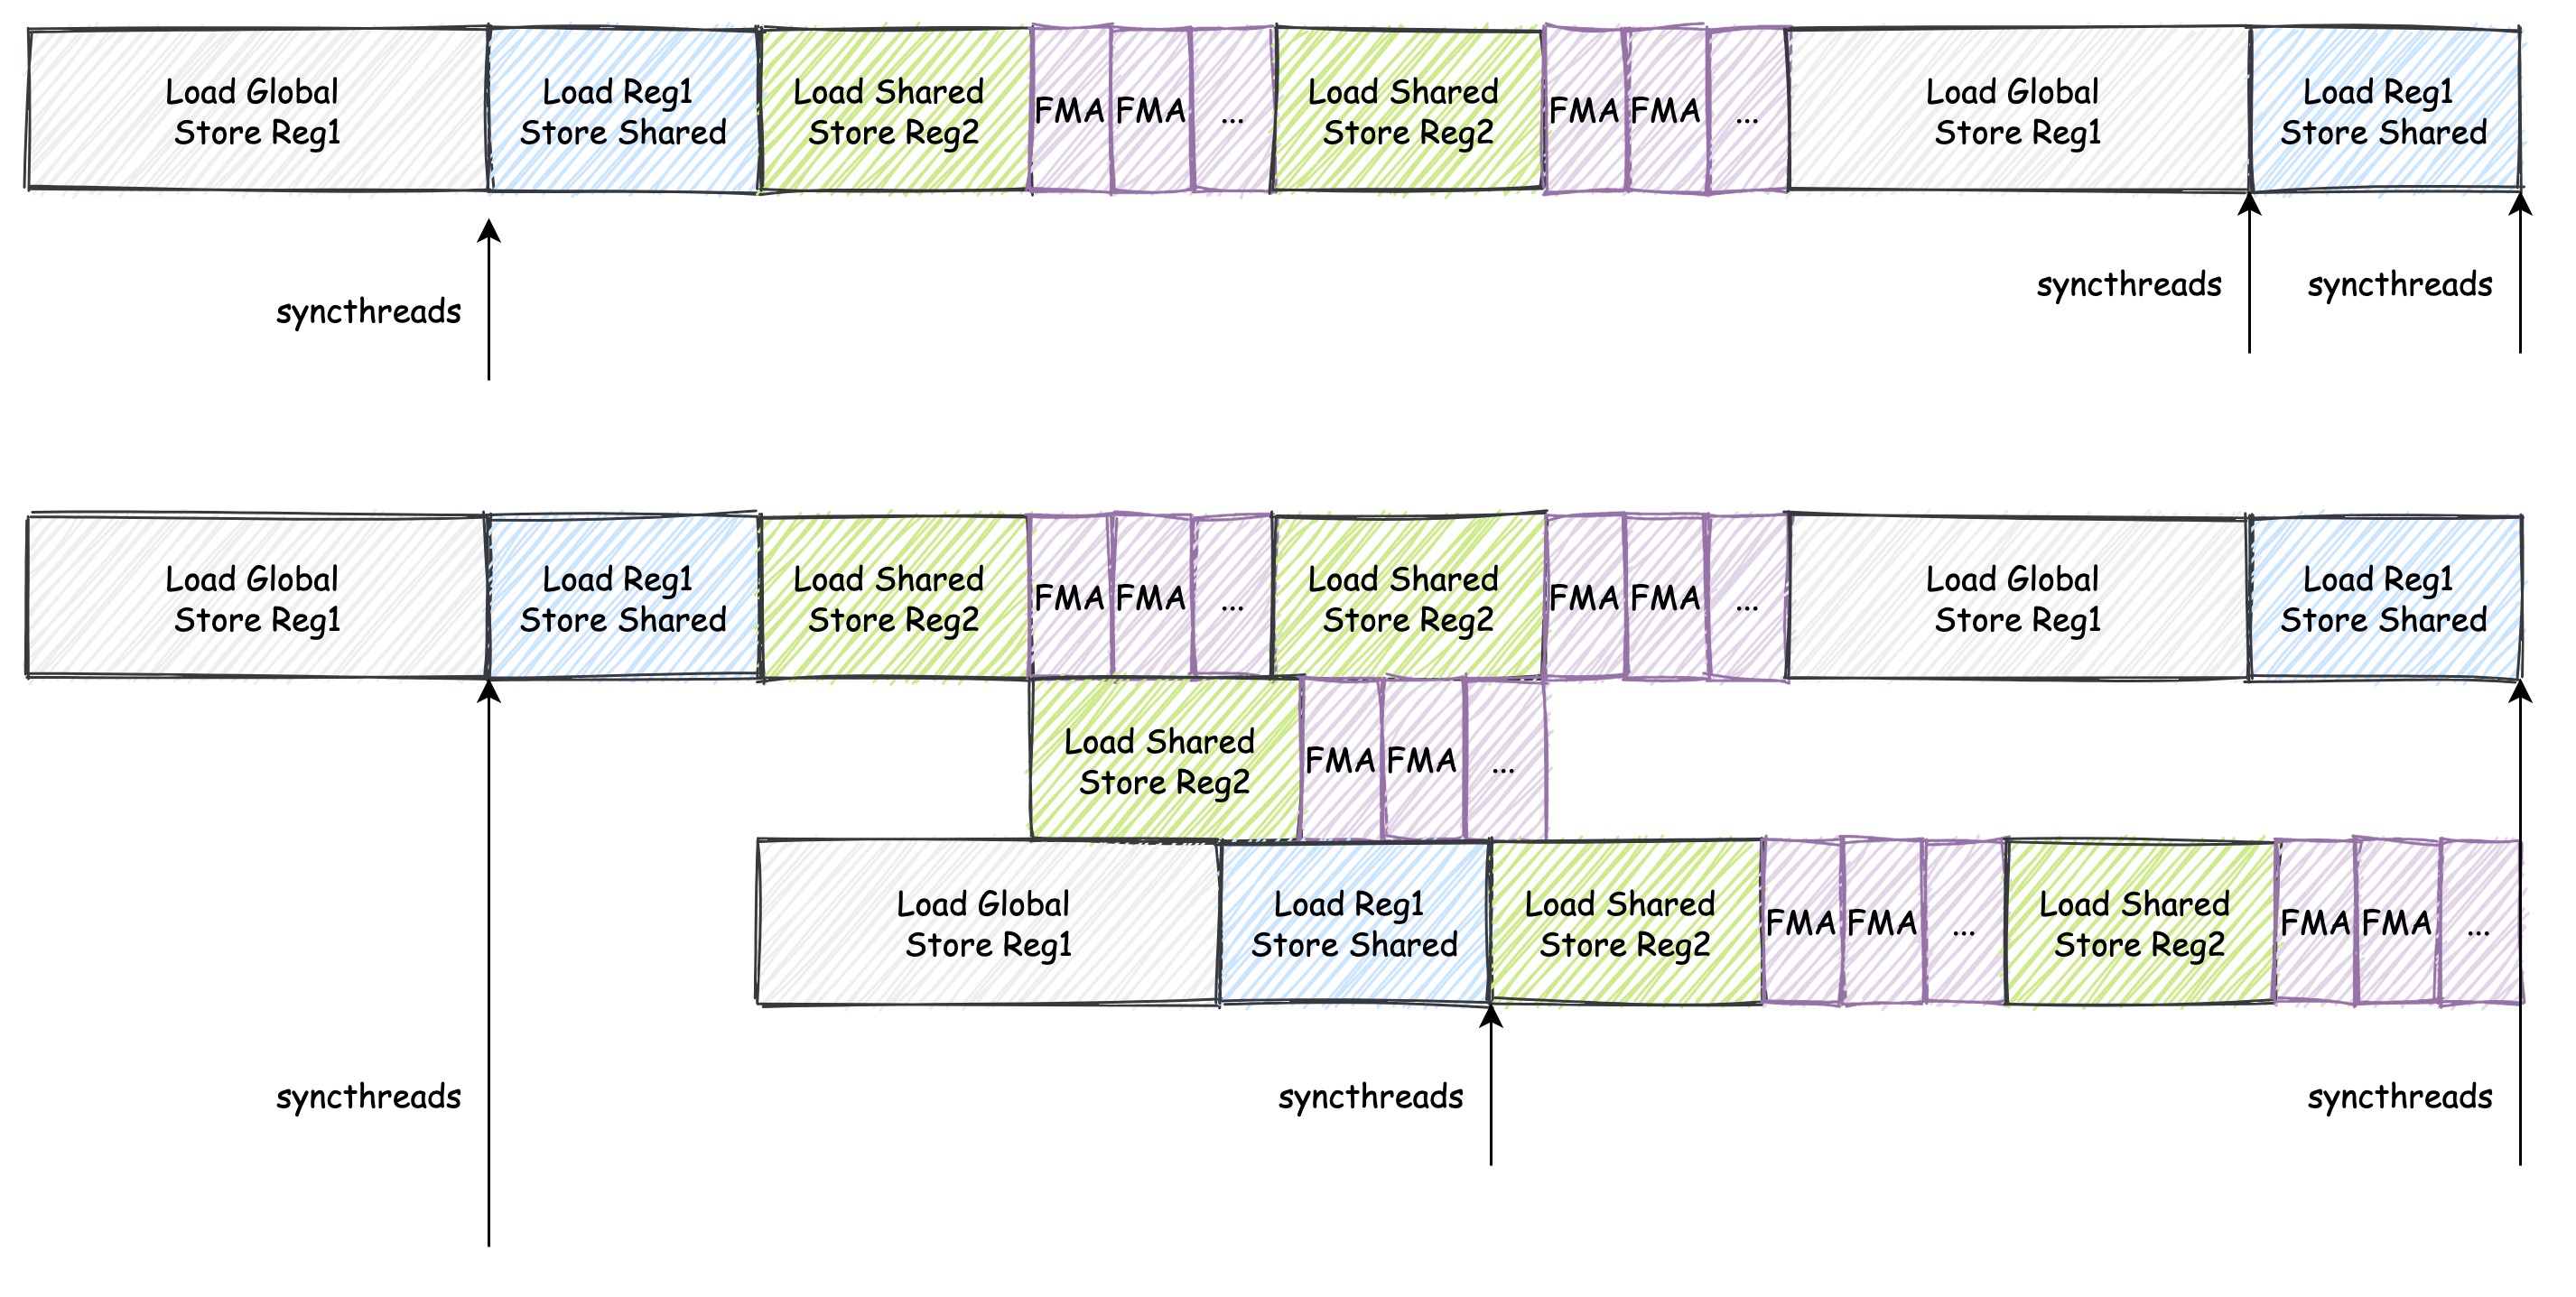 Load Global
Store Reg1
Load Reg1
Store Shared
Load Shared
Store Reg2
FMA
FMA
...
Load Shared
Store Reg2
FMA
FMA
...
Load Global
Store Reg1
Load Reg1
Store Shared
syncthreads
syncthreads
syncthreads
Load Global
Store Reg1
Load Reg1
Store Shared
Load Shared
Store Reg2
FMA
FMA
...
Load Shared
Store Reg2
FMA
FMA
...
Load Global
Store Reg1
Load Reg1
Store Shared
Load Shared
Store Reg2
FMA
FMA
...
Load Global
Store Reg1
Load Reg1
Store Shared
Load Shared
Store Reg2
FMA
FMA
...
Load Shared
Store Reg2
FMA
FMA
...
syncthreads
syncthreads
syncthreads